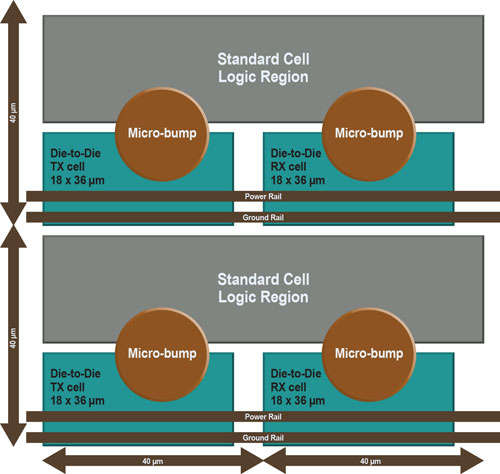 Standard Cell
Logic Region
40 µm
Micro-bump
Micro-bump
Die-to-Die
TX cell
18 x 36 µm
Die-to-Die
RX cell
18 x 36 µm
Power Rail
Ground Rail
Standard Cell
Logic Region
40 µm
Micro-bump
Micro-bump
Die-to-Die
TX cell
18 x 36 µm
Die-to-Die
RX cell
18 x 36 µm
Power Rail
Ground Rail
40 µm
40 µm